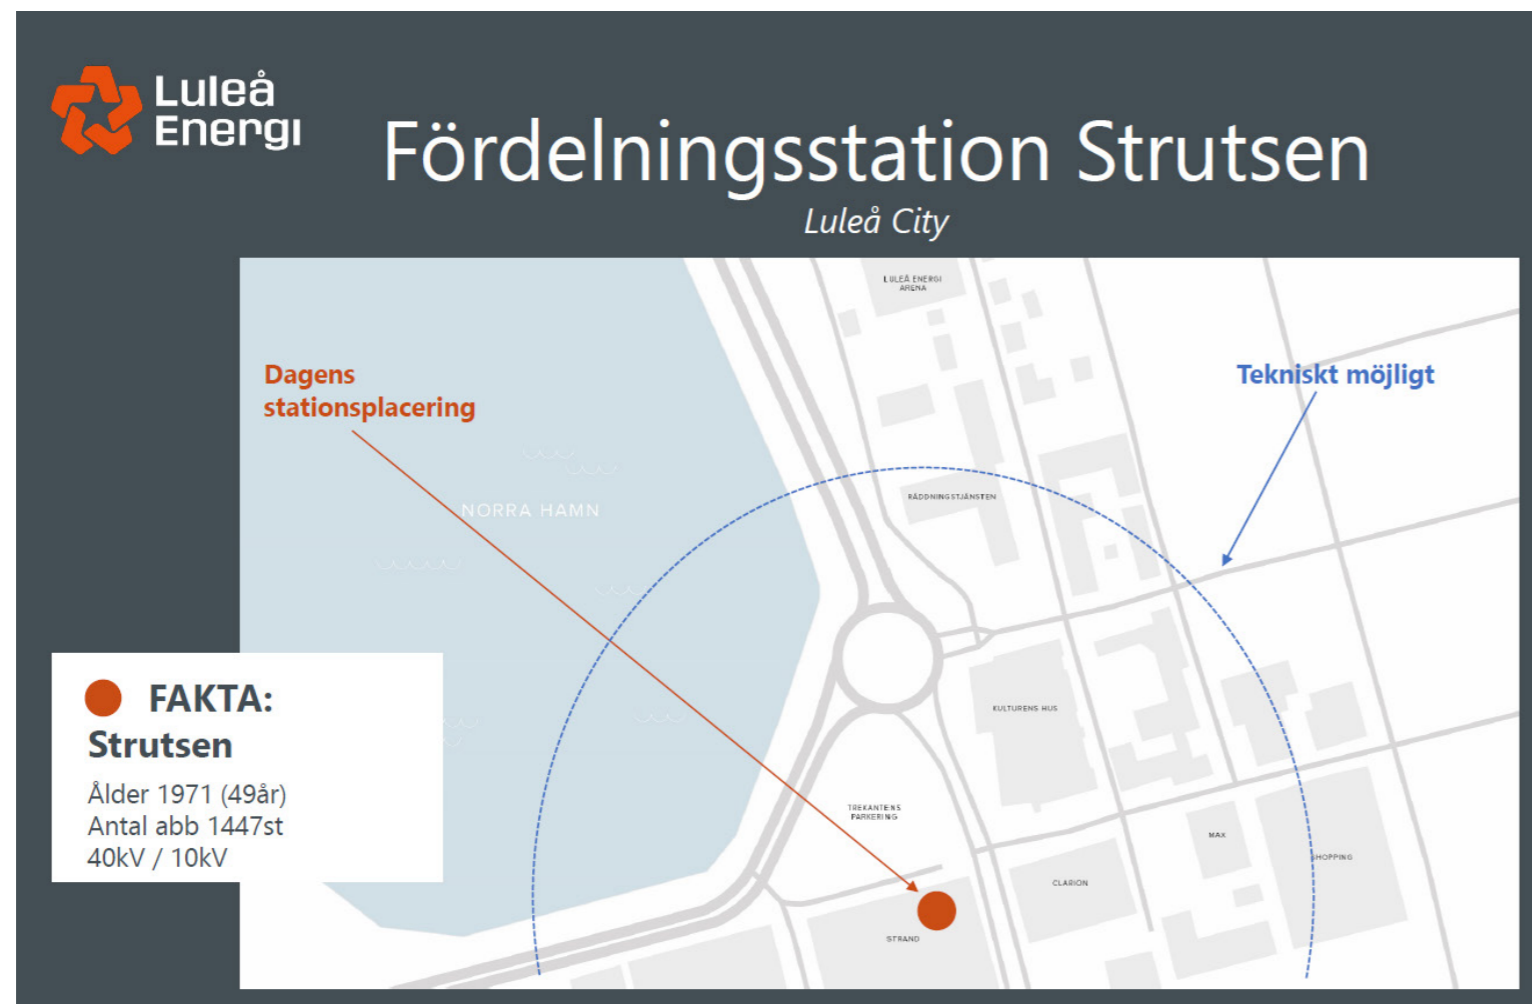 Luleå
Energi
Fördelningsstation Strutsen
Luleå City
LULEÅ ENERGI
ARENA
Dagens
stationsplacering
Tekniskt möjligt
RÄDDNINGSTJÄNSTEN
NORRA HAMN
FAKTA:
Strutsen
Ålder 1971 (49år)
Antal abb 1447st
40kV / 10kV
KULTURENS HUS
TREKANTENS
PARKERING
MAX
SHOPPING
CLARION
STRAND